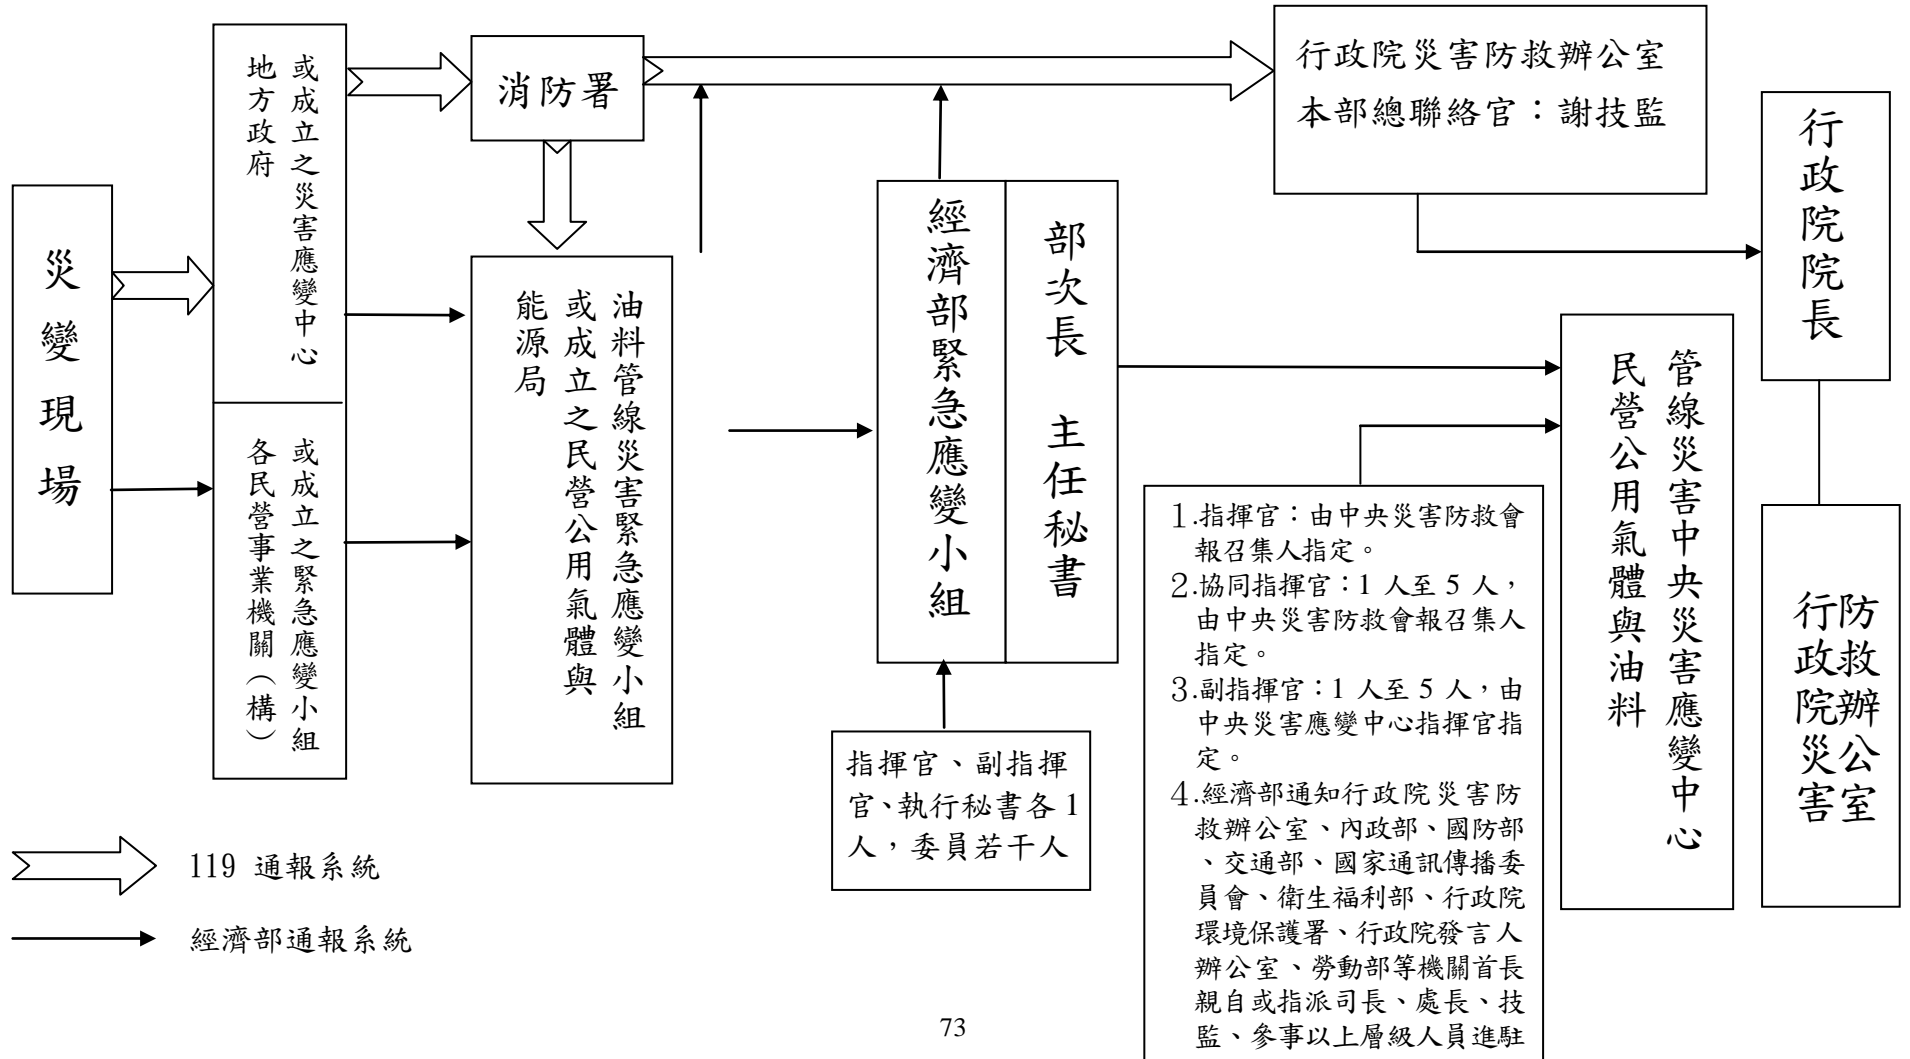 災變現場
地方政府
或成立之災害應變中心
各民營事業機關（構）
或成立之緊急應變小組
消防署
能源局
或成立之民營公用氣體與
油料管線災害緊急應變小組
經濟部緊急應變小組
部次長 主任秘書
指揮官、副指揮
官、執行秘書各1
人，委員若干人
行政院災害防救辦公室
本部總聯絡官：謝技監
1.指揮官：由中央災害防救會
報召集人指定。
2.協同指揮官：1 人至 5 人，
由中央災害防救會報召集人
指定。
3.副指揮官：1 人至 5 人，由
中央災害應變中心指揮官指
定。
4.經濟部通知行政院災害防
救辦公室、內政部、國防部
、交通部、國家通訊傳播委
員會、衛生福利部、行政院
環境保護署、行政院發言人
辦公室、勞動部等機關首長
親自或指派司長、處長、技
監、參事以上層級人員進駐
民營公用氣體與油料
管線災害中央災害應變中心
行政院院長
行政院災害
防救辦公室
119 通報系統
經濟部通報系統
73